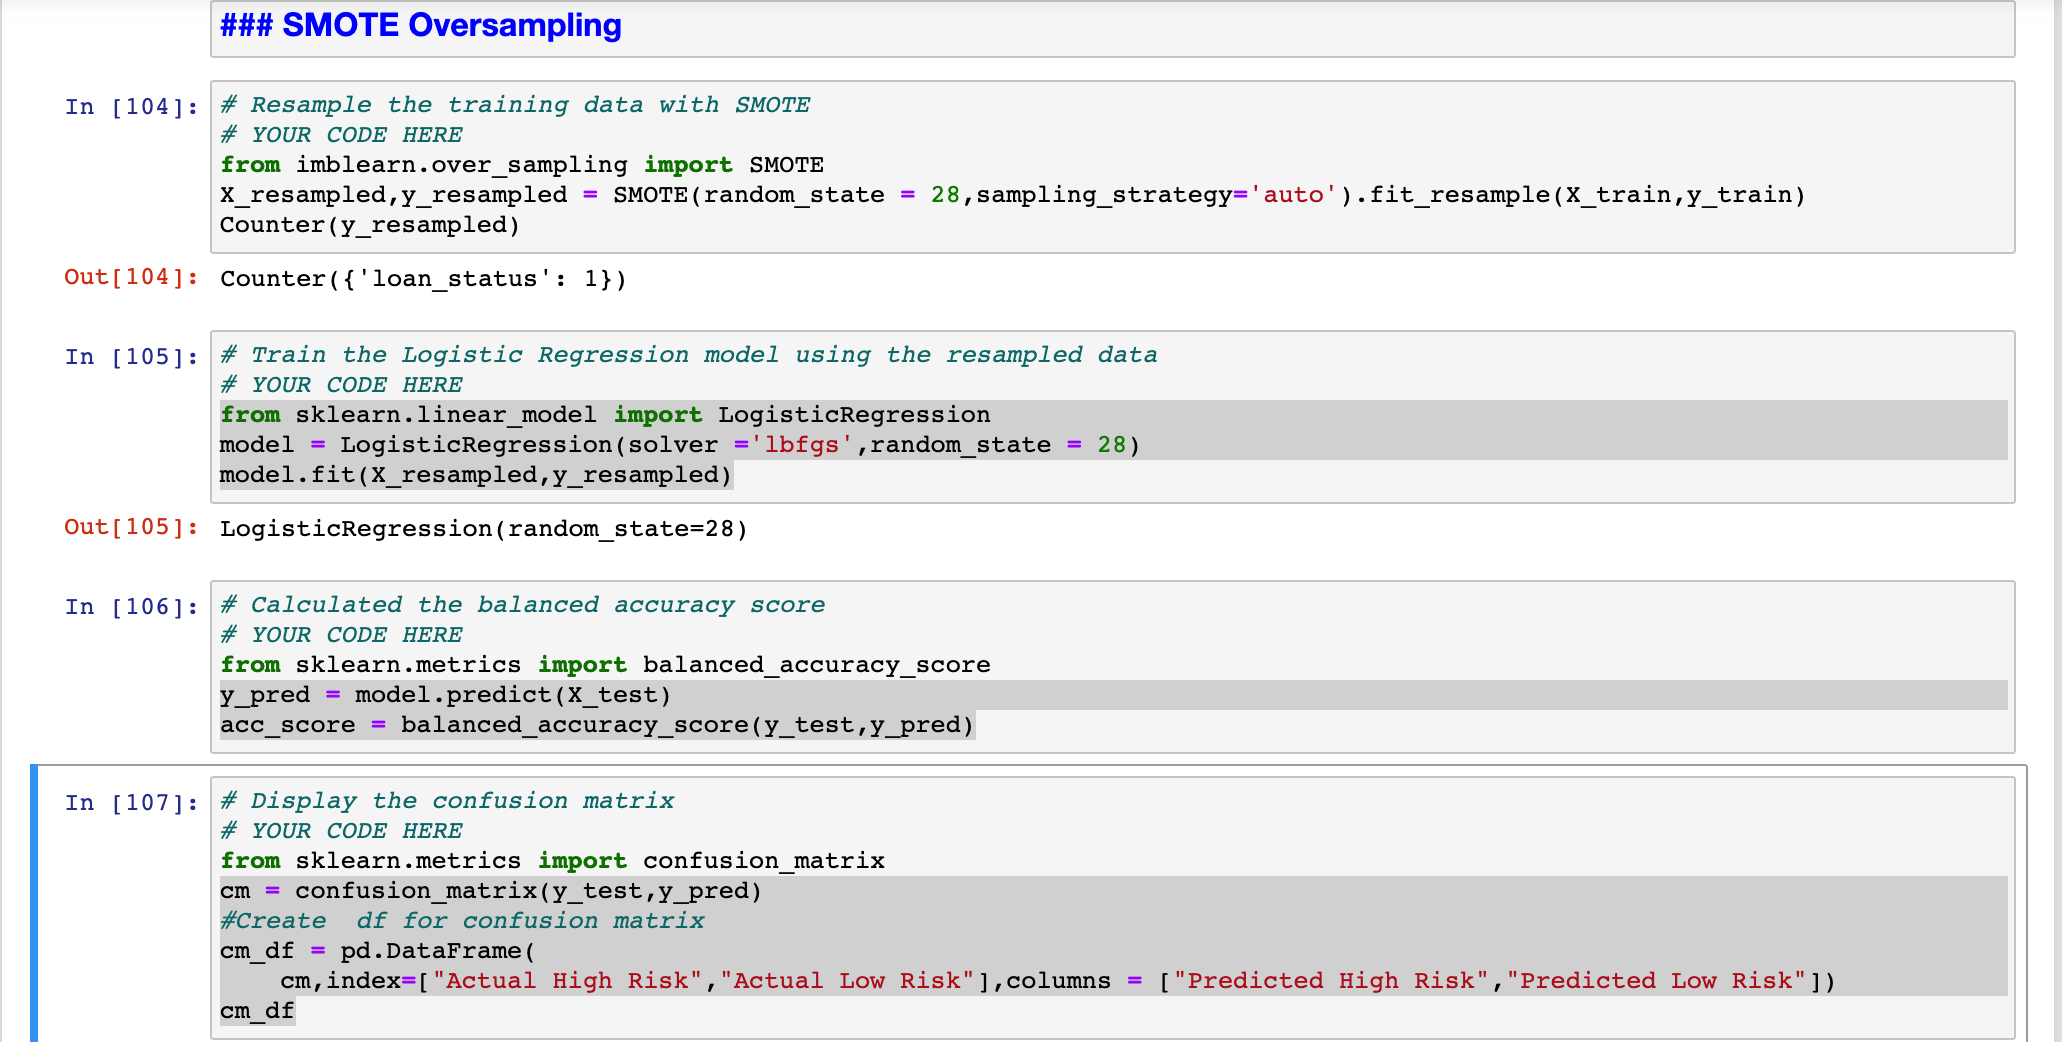 ### SMOTE Oversampling
In [104]:
# Resample the training data with SMOTE
# YOUR CODE HERE
from imblearn.over_sampling import SMOTE
X_resampled,y_resampled = SMOTE(random_state = 28,sampling_strategy='auto').fit_resample(X_train,y_train)
Counter(y_resampled)
Out[104]: Counter({'loan_status': 1})
In [105]:
# Train the Logistic Regression model using the resampled data
# YOUR CODE HERE
from sklearn.linear_model import LogisticRegression
model = LogisticRegression(solver ='lbfgs',random_state = 28)
model.fit(X_resampled,y_resampled)
Out[105]: LogisticRegression(random_state=28)
In [106]:
# Calculated the balanced accuracy score
# YOUR CODE HERE
from sklearn.metrics import balanced_accuracy_score
y_pred = model.predict(X_test)
acc_score = balanced_accuracy_score(y_test,y_pred)
In [107]:
# Display the confusion matrix
# YOUR CODE HERE
from sklearn.metrics import confusion_matrix
cm = confusion_matrix(y_test,y_pred)
#Create  df for confusion matrix
cm_df = pd.DataFrame(
    cm,index=["Actual High Risk","Actual Low Risk"],columns = ["Predicted High Risk","Predicted Low Risk"])
cm_df